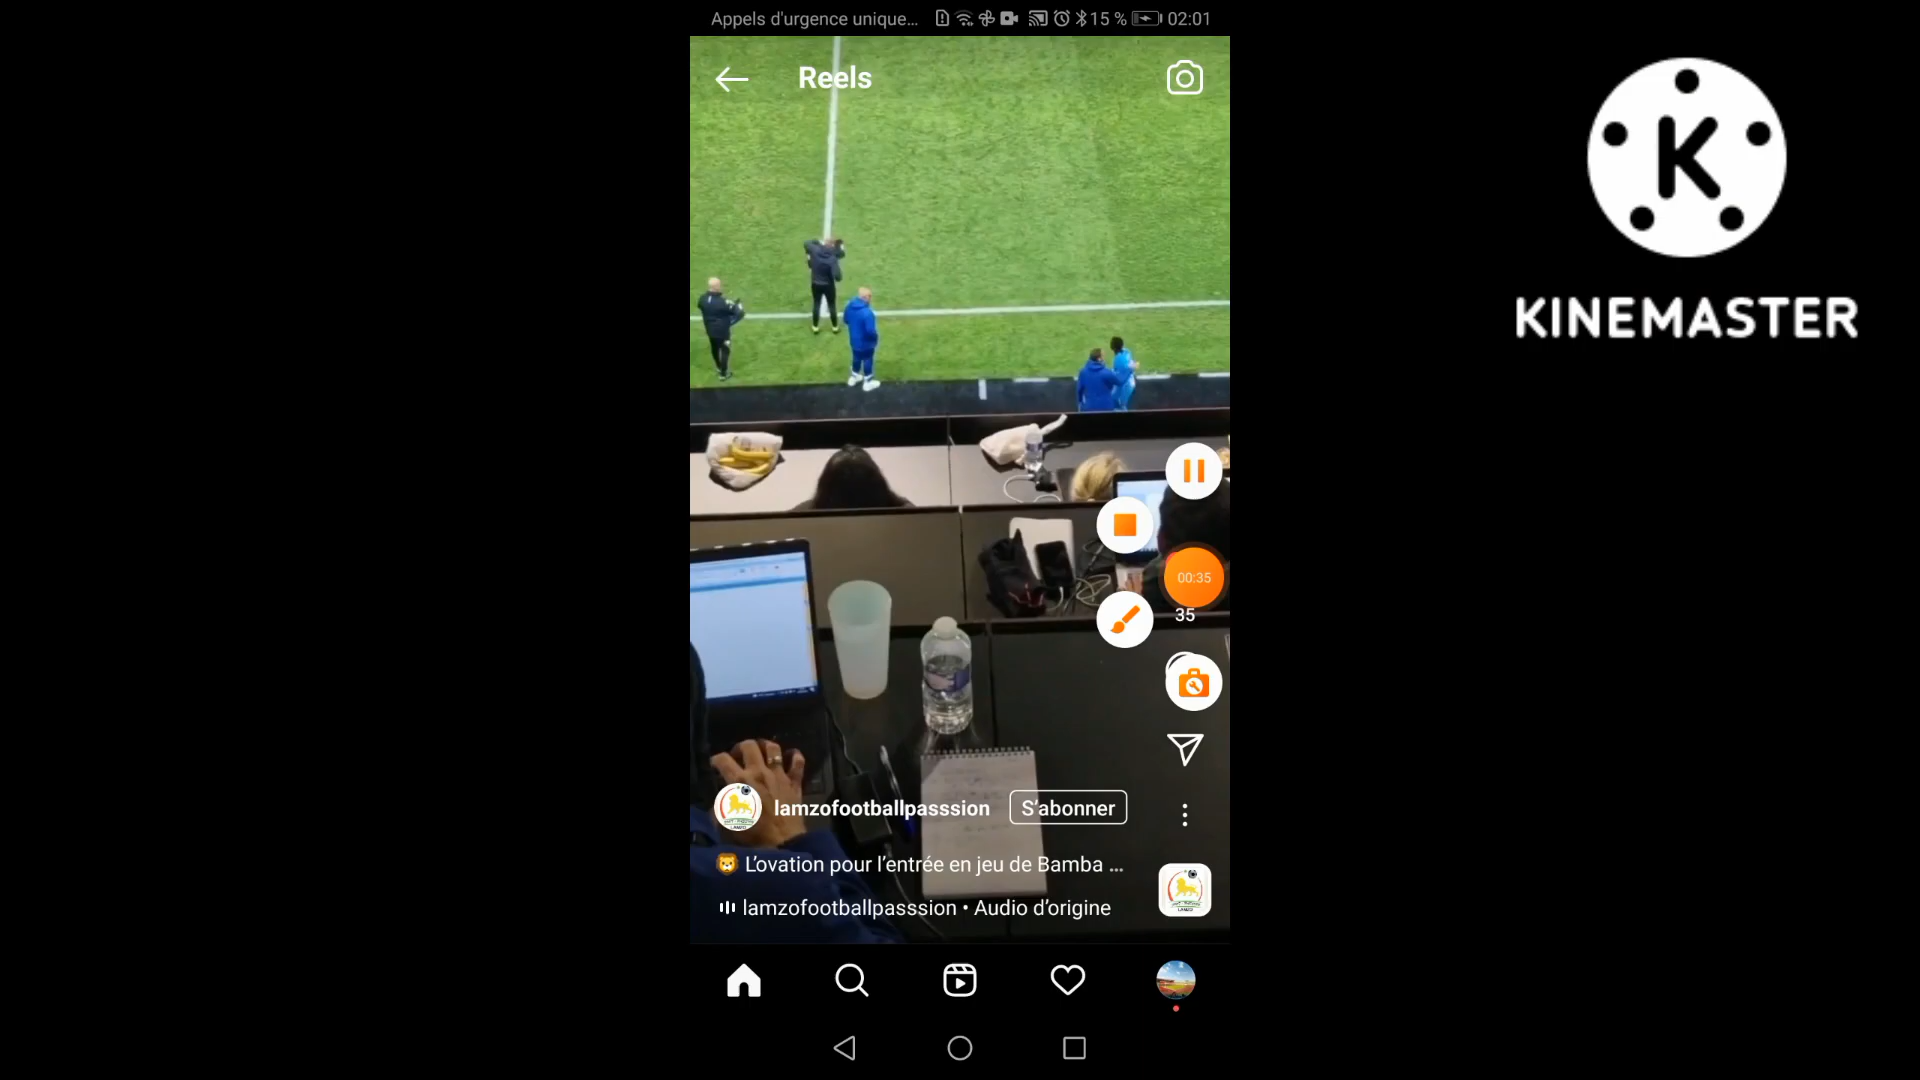 Appels d'urgence unique... 15 % 02:01
Reels
K
KINEMASTER
00:35
35
lamzofootballpasssion S'abonner
🦁 L'ovation pour l'entrée en jeu de Bamba ...
lamzofootballpasssion • Audio d'origine